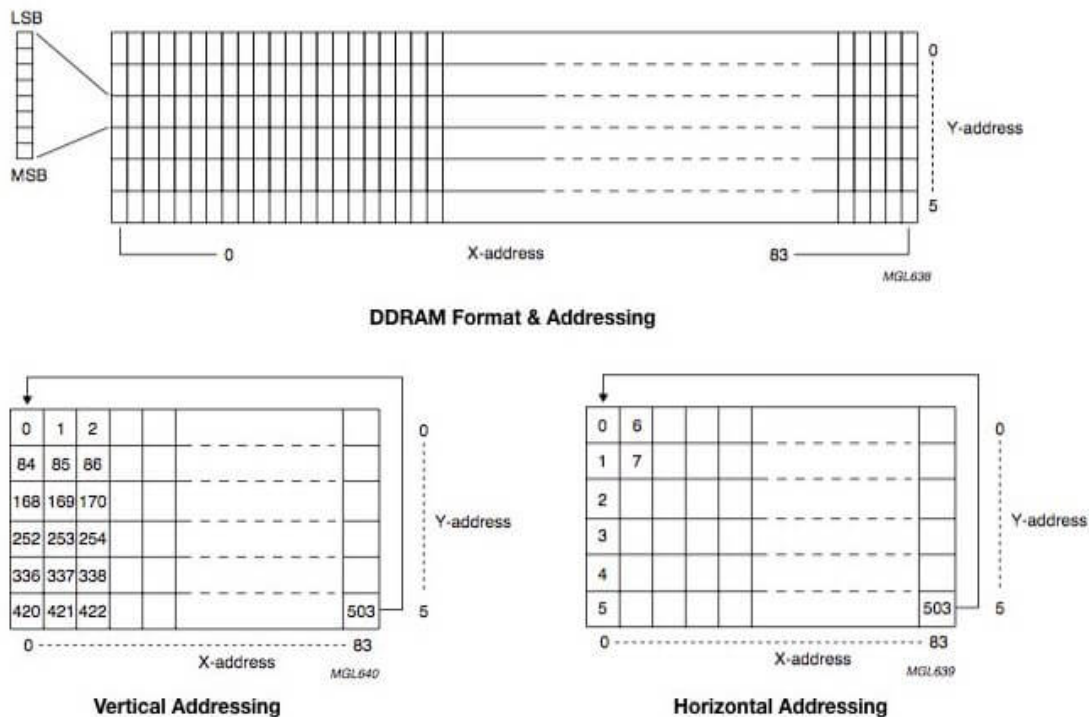 LSB
MSB
0
Y-address
5
0
X-address
83
MGL638
DDRAM Format & Addressing
0 1 2
84 85 86
168 169 170
252 253 254
336 337 338
420 421 422
503
0
Y-address
5
0
83
X-address
MGL640
Vertical Addressing
0 6
1 7
2
3
4
5
503
0
Y-address
5
0
83
X-address
MGL639
Horizontal Addressing